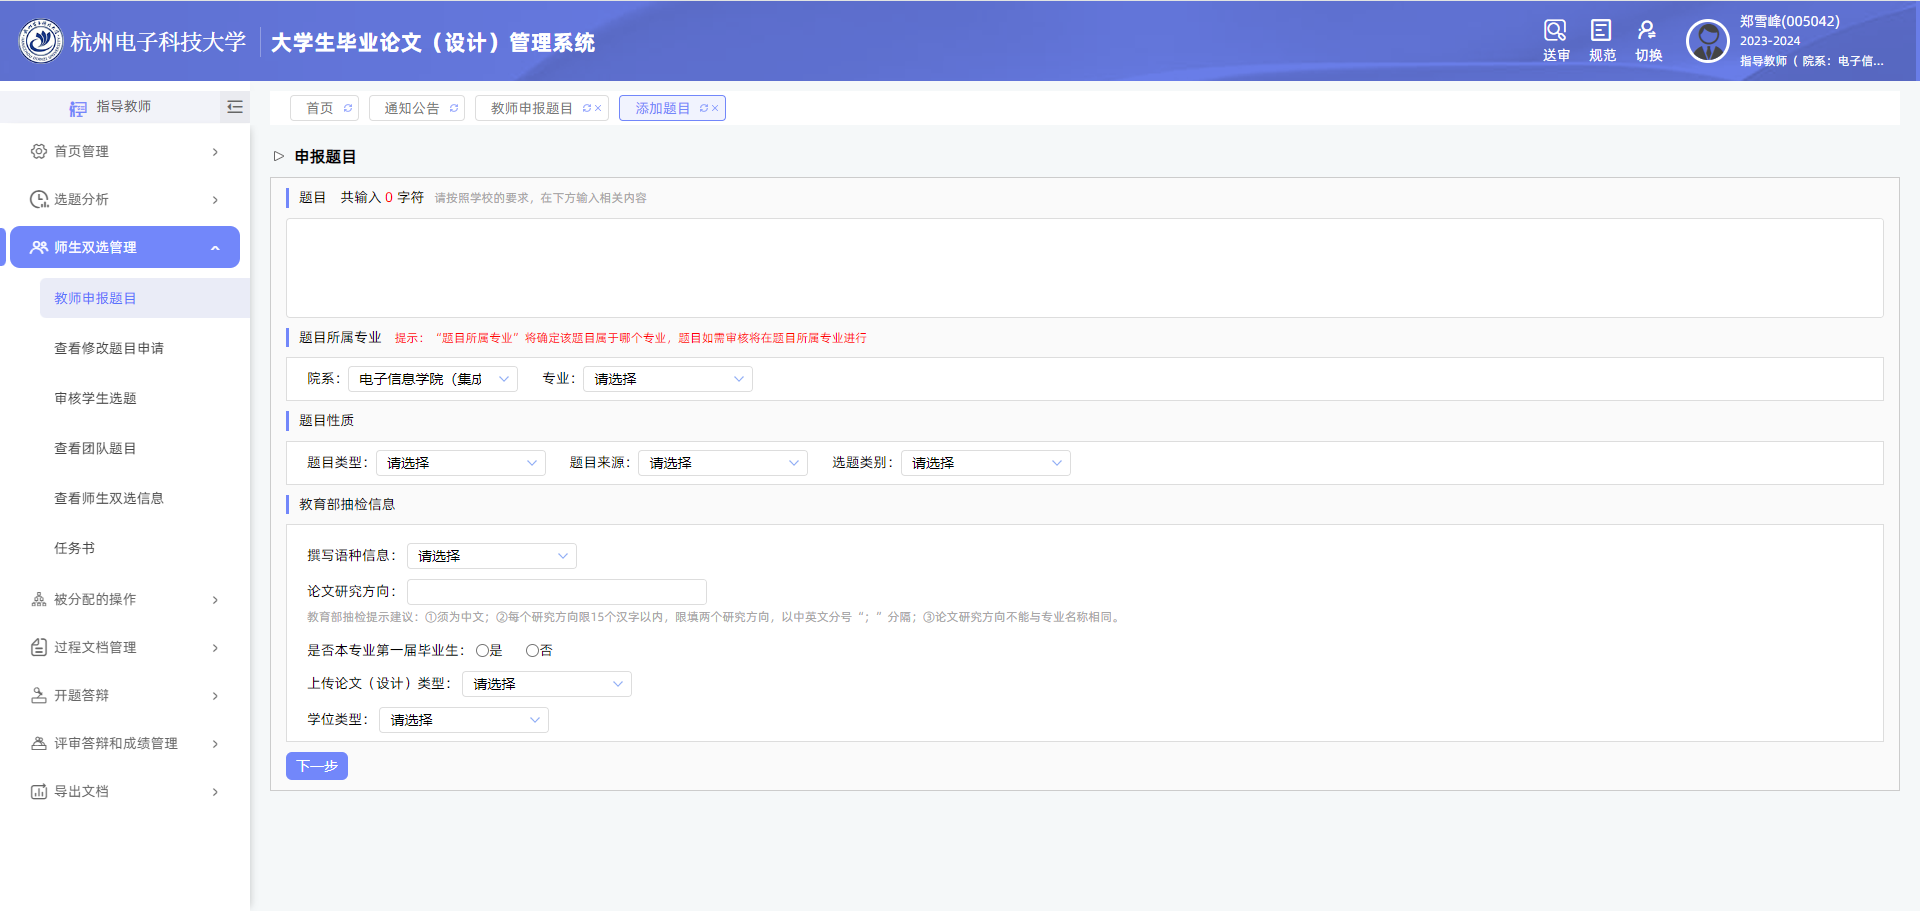 杭州电子科技大学 大学生毕业论文（设计）管理系统
送审 规范 切换
郑雪峰(005042)
2023-2024
指导教师（ 院系：电子信...
指导教师
首页管理
选题分析
师生双选管理
教师申报题目
查看修改题目申请
审核学生选题
查看团队题目
查看师生双选信息
任务书
被分配的操作
过程文档管理
开题答辩
评审答辩和成绩管理
导出文档
首页 通知公告 教师申报题目 添加题目
申报题目
题目 共输入 0 字符 请按照学校的要求，在下方输入相关内容
题目所属专业 提示：“题目所属专业”将确定该题目属于哪个专业，题目如需审核将在题目所属专业进行
院系： 电子信息学院（集成 专业： 请选择
题目性质
题目类型： 请选择 题目来源： 请选择 选题类别： 请选择
教育部抽检信息
撰写语种信息： 请选择
论文研究方向：
教育部抽检提示建议：①须为中文；②每个研究方向限15个汉字以内，限填两个研究方向，以中英文分号“；”分隔；③论文研究方向不能与专业名称相同。
是否本专业第一届毕业生： 是 否
上传论文（设计）类型： 请选择
学位类型： 请选择
下一步